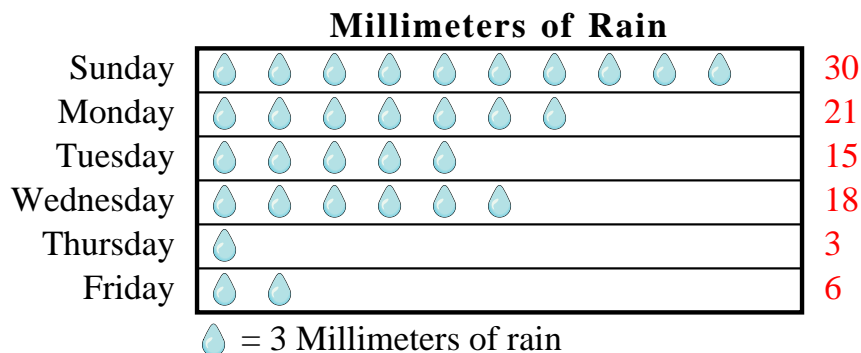 Millimeters of Rain
Sunday 30
Monday 21
Tuesday 15
Wednesday 18
Thursday 3
Friday 6
= 3 Millimeters of rain